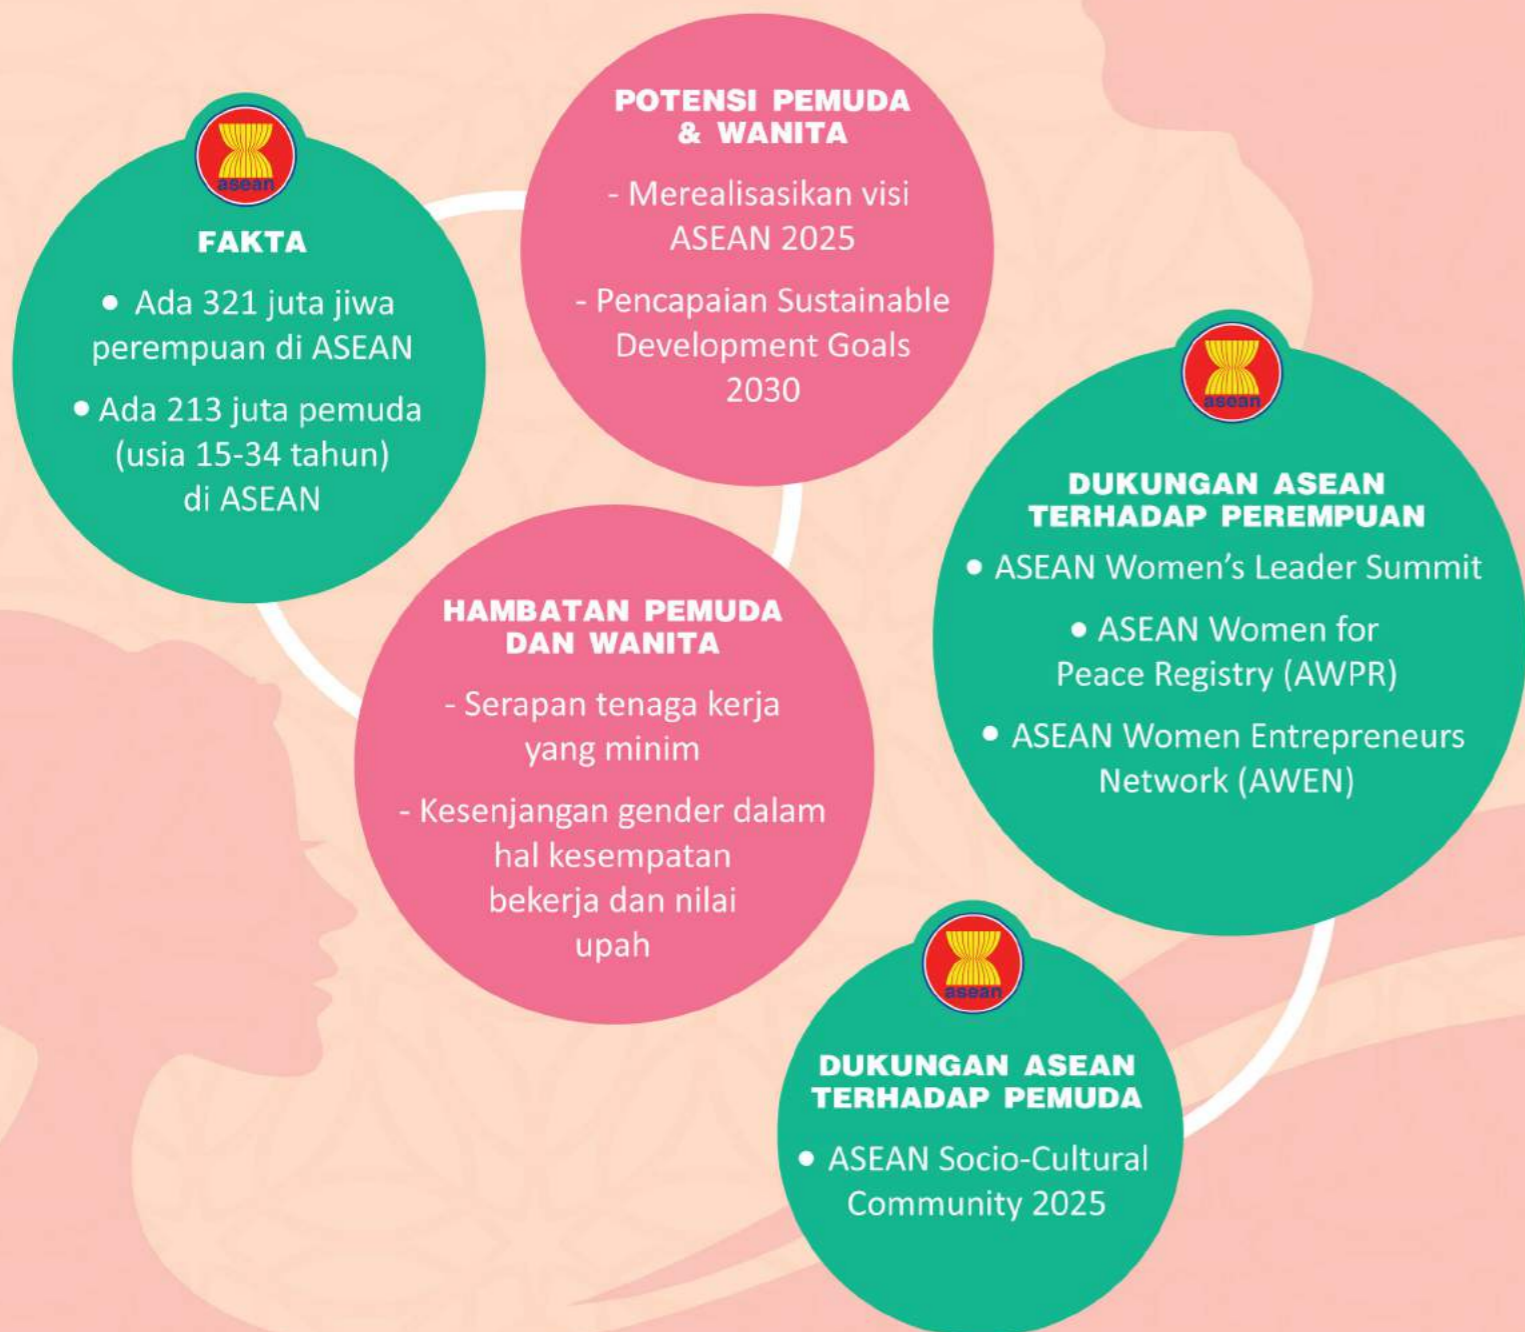 asean
FAKTA
• Ada 321 juta jiwa
perempuan di ASEAN
• Ada 213 juta pemuda
(usia 15-34 tahun)
di ASEAN
POTENSI PEMUDA
& WANITA
- Merealisasikan visi
ASEAN 2025
- Pencapaian Sustainable
Development Goals
2030
HAMBATAN PEMUDA
DAN WANITA
- Serapan tenaga kerja
yang minim
- Kesenjangan gender dalam
hal kesempatan
bekerja dan nilai
upah
asean
DUKUNGAN ASEAN
TERHADAP PEREMPUAN
• ASEAN Women’s Leader Summit
• ASEAN Women for
Peace Registry (AWPR)
• ASEAN Women Entrepreneurs
Network (AWEN)
asean
DUKUNGAN ASEAN
TERHADAP PEMUDA
• ASEAN Socio-Cultural
Community 2025